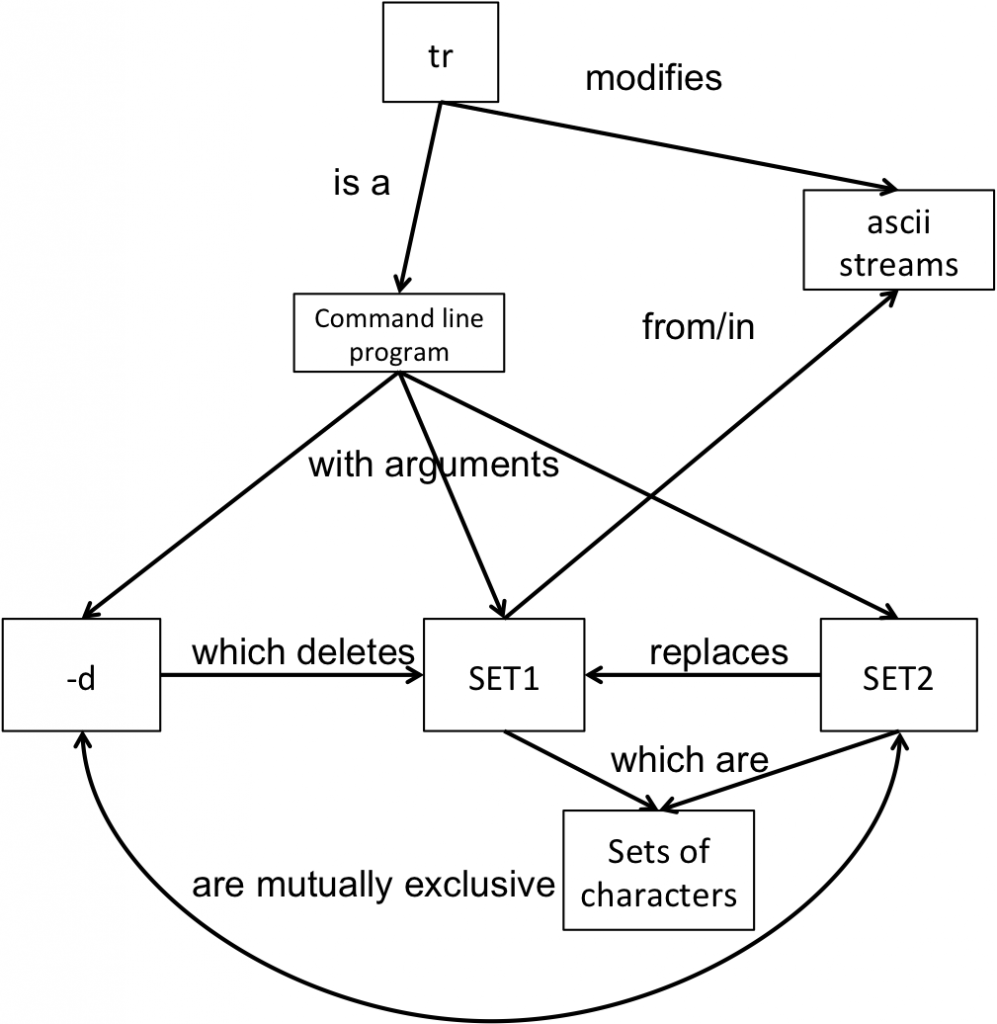 tr
modifies
is a
ascii
streams
Command line
program
from/in
with arguments
-d
which deletes
SET1
replaces
SET2
which are
Sets of
characters
are mutually exclusive